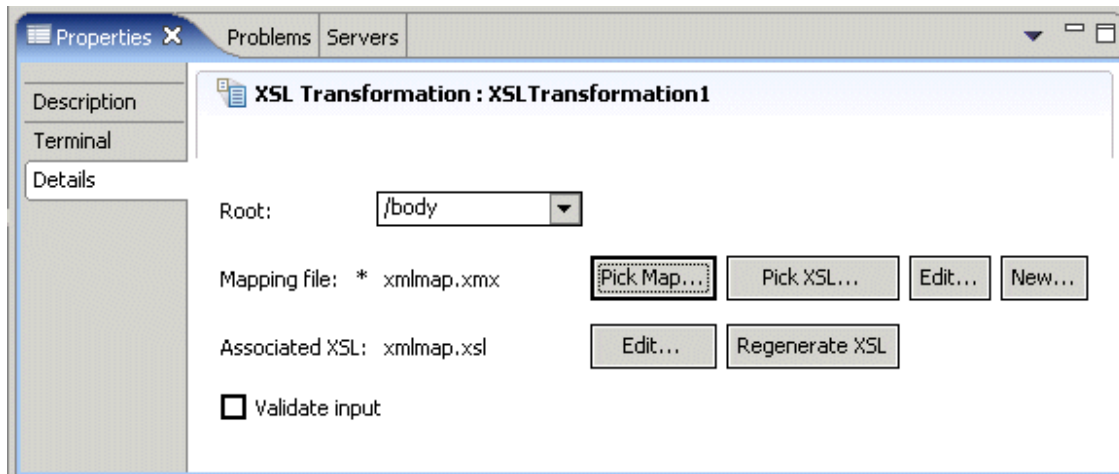 Properties Problems Servers
XSL Transformation : XSLTransformation1
Description
Terminal
Details
Root: /body
Mapping file: * xmlmap.xmx Pick Map... Pick XSL... Edit... New...
Associated XSL: xmlmap.xsl Edit... Regenerate XSL
Validate input